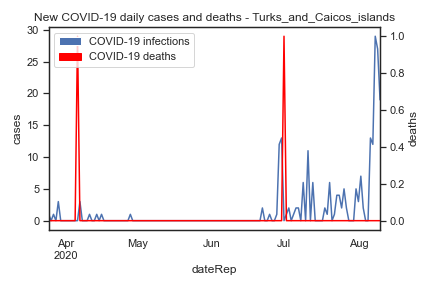 New COVID-19 daily cases and deaths - Turks_and_Caicos_islands
COVID-19 infections
COVID-19 deaths
cases
30
25
20
15
10
5
0
deaths
1.0
0.8
0.6
0.4
0.2
0.0
Apr
2020
May
Jun
Jul
Aug
dateRep